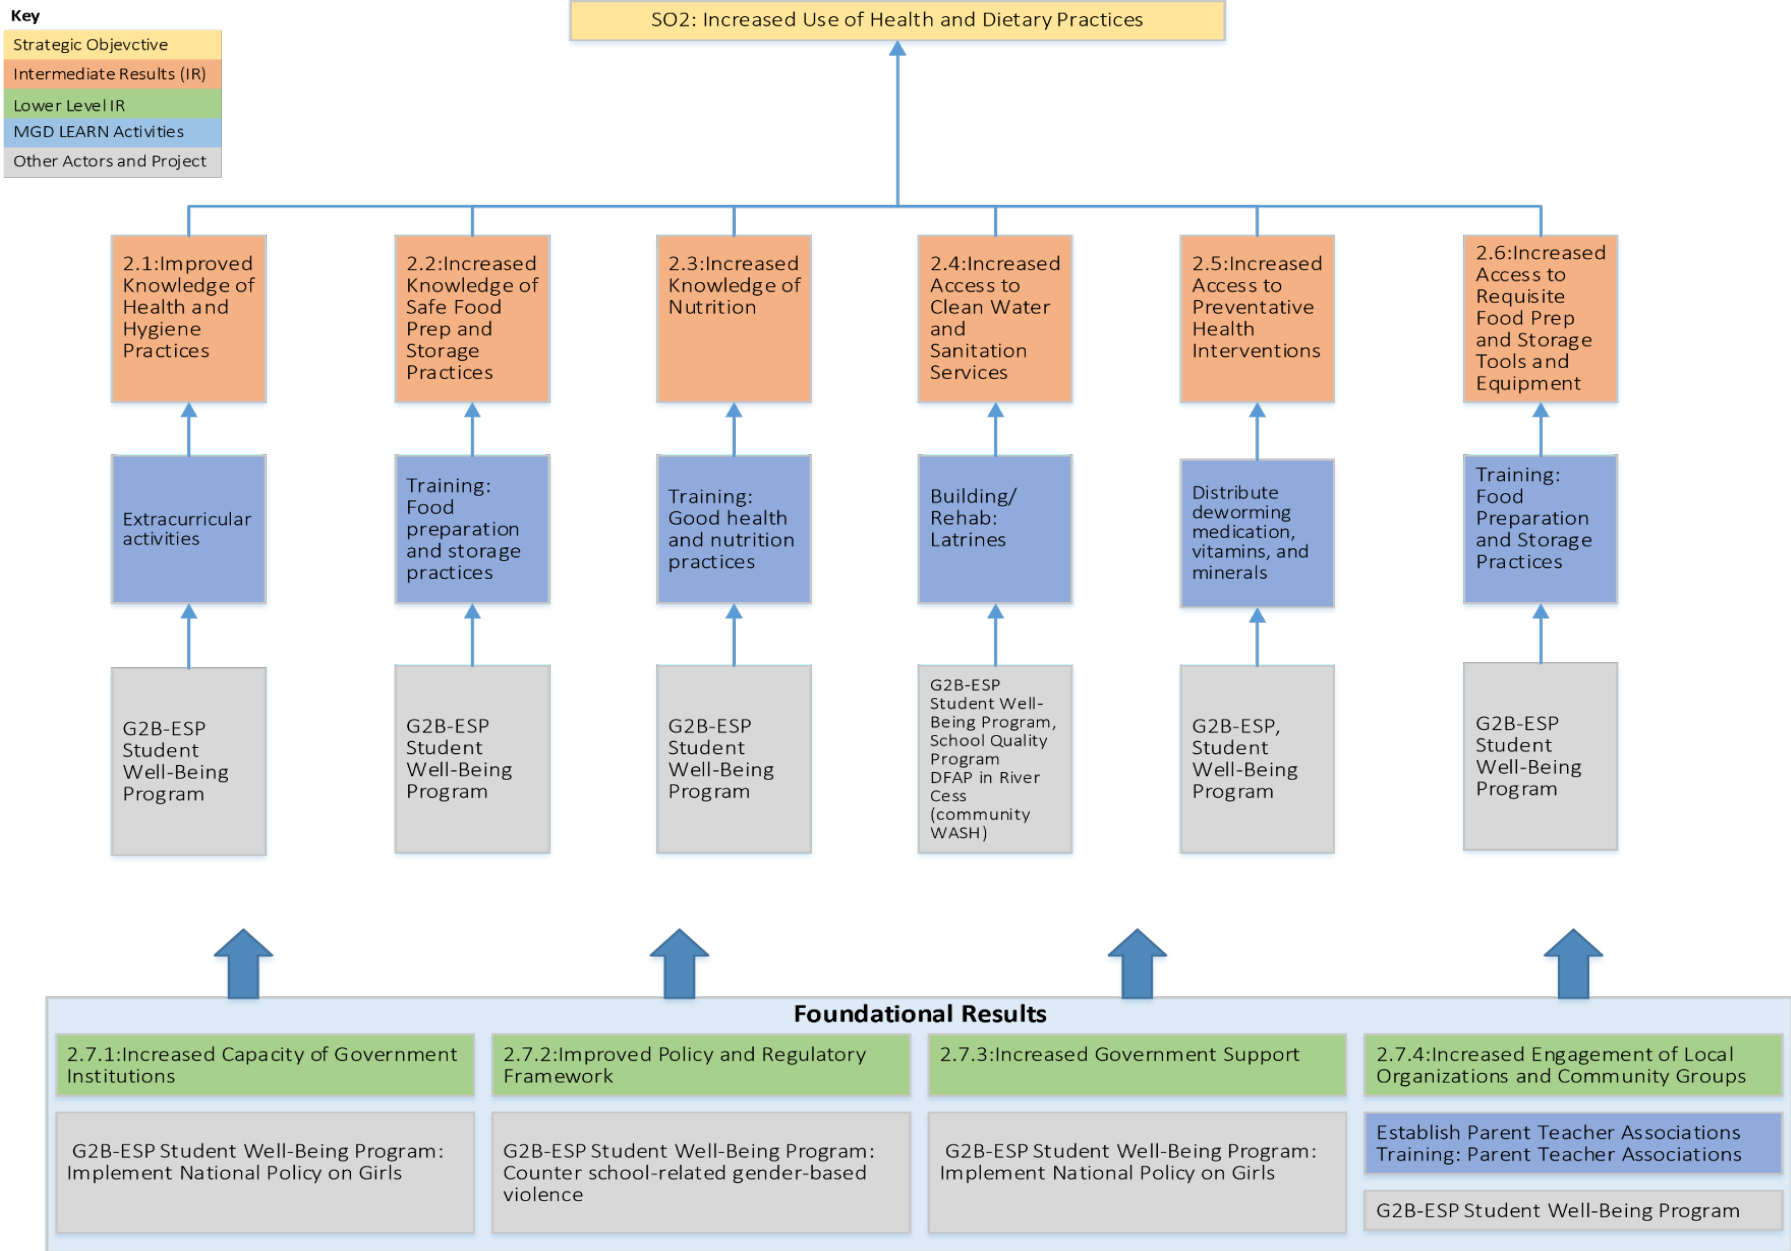 Key
Strategic Objevctive
Intermediate Results (IR)
Lower Level IR
MGD LEARN Activities
Other Actors and Project
SO2: Increased Use of Health and Dietary Practices
2.1:Improved
Knowledge of
Health and
Hygiene
Practices
2.2:Increased
Knowledge of
Safe Food
Prep and
Storage
Practices
2.3:Increased
Knowledge of
Nutrition
2.4:Increased
Access to
Clean Water
and
Sanitation
Services
2.5:Increased
Access to
Preventative
Health
Interventions
2.6:Increased
Access to
Requisite
Food Prep
and Storage
Tools and
Equipment
Extracurricular
activities
Training:
Food
preparation
and storage
practices
Training:
Good health
and nutrition
practices
Building/
Rehab:
Latrines
Distribute
deworming
medication,
vitamins, and
minerals
Training:
Food
Preparation
and Storage
Practices
G2B-ESP
Student
Well-Being
Program
G2B-ESP
Student
Well-Being
Program
G2B-ESP
Student
Well-Being
Program
G2B-ESP
Student Well-
Being Program,
School Quality
Program
DFAP in River
Cess
(community
WASH)
G2B-ESP,
Student
Well-Being
Program
G2B-ESP
Student
Well-Being
Program
Foundational Results
2.7.1:Increased Capacity of Government
Institutions
2.7.2:Improved Policy and Regulatory
Framework
2.7.3:Increased Government Support
2.7.4:Increased Engagement of Local
Organizations and Community Groups
G2B-ESP Student Well-Being Program:
Implement National Policy on Girls
G2B-ESP Student Well-Being Program:
Counter school-related gender-based
violence
G2B-ESP Student Well-Being Program:
Implement National Policy on Girls
Establish Parent Teacher Associations
Training: Parent Teacher Associations
G2B-ESP Student Well-Being Program